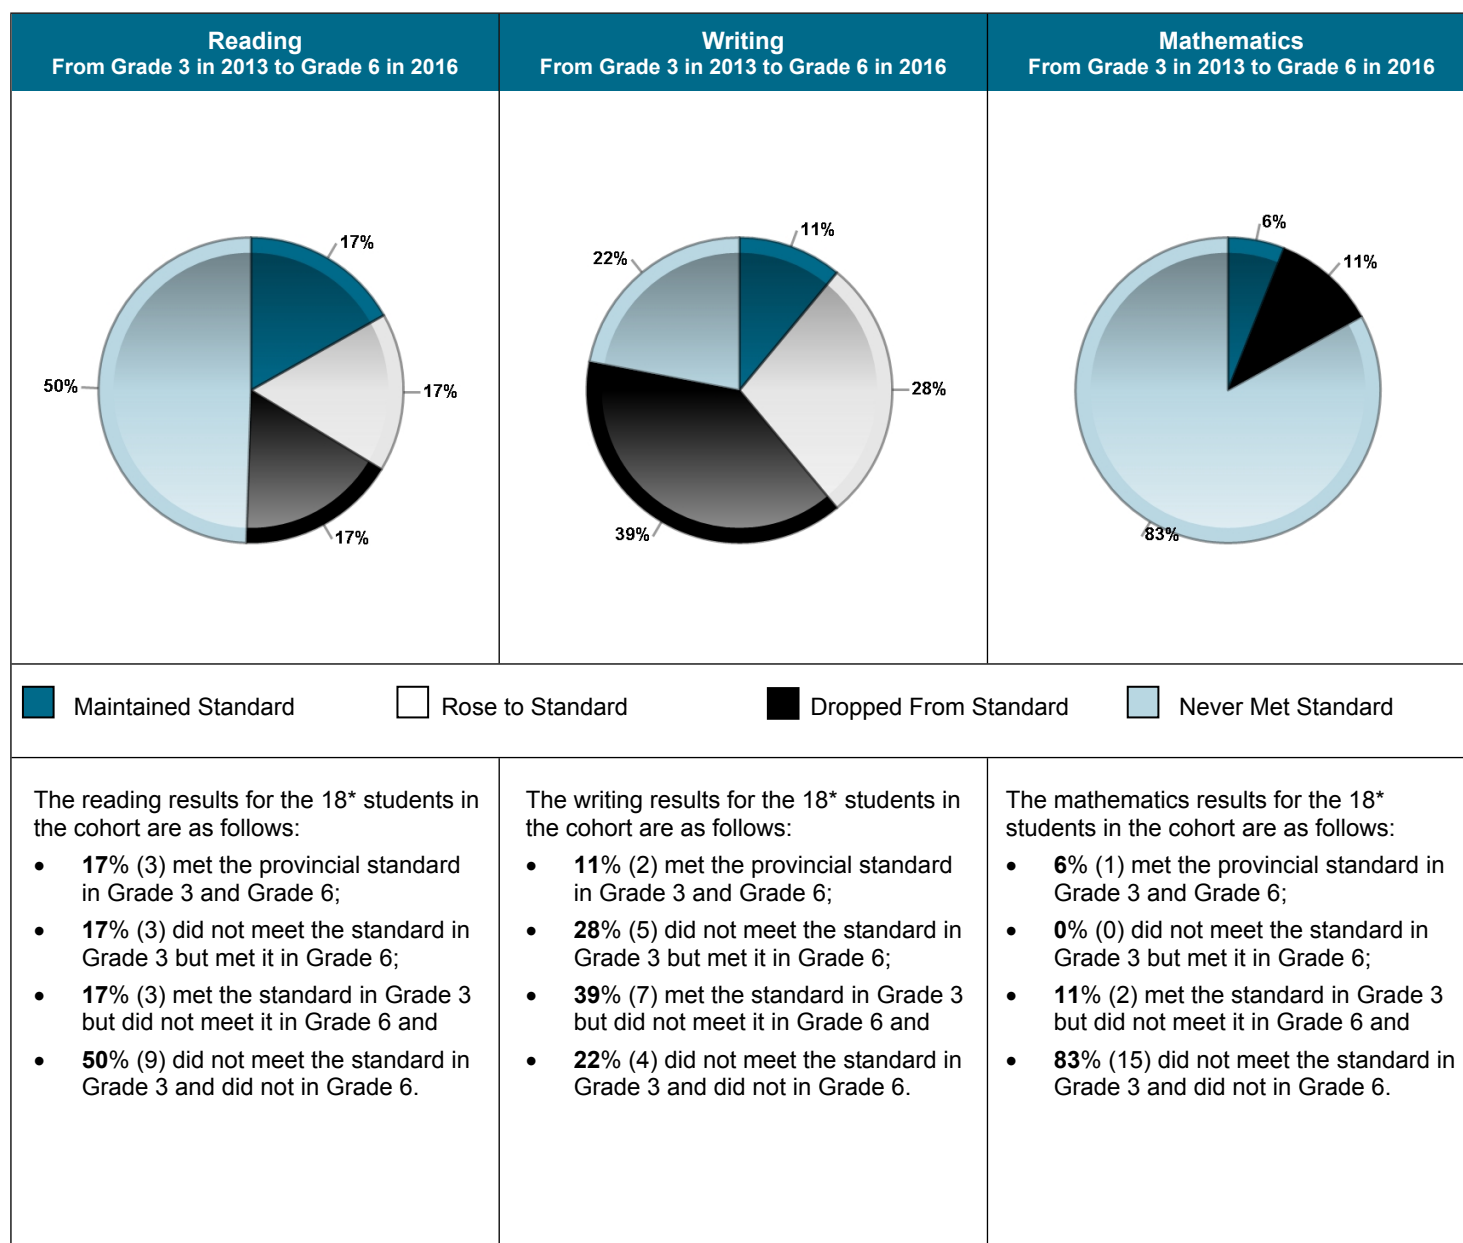 Reading
From Grade 3 in 2013 to Grade 6 in 2016
Writing
From Grade 3 in 2013 to Grade 6 in 2016
Mathematics
From Grade 3 in 2013 to Grade 6 in 2016
17%
17%
17%
50%
11%
28%
39%
22%
6%
11%
83%
Maintained Standard
Rose to Standard
Dropped From Standard
Never Met Standard
The reading results for the 18* students in
the cohort are as follows:
• 17% (3) met the provincial standard
in Grade 3 and Grade 6;
• 17% (3) did not meet the standard in
Grade 3 but met it in Grade 6;
• 17% (3) met the standard in Grade 3
but did not meet it in Grade 6 and
• 50% (9) did not meet the standard in
Grade 3 and did not in Grade 6.
The writing results for the 18* students in
the cohort are as follows:
• 11% (2) met the provincial standard
in Grade 3 and Grade 6;
• 28% (5) did not meet the standard in
Grade 3 but met it in Grade 6;
• 39% (7) met the standard in Grade 3
but did not meet it in Grade 6 and
• 22% (4) did not meet the standard in
Grade 3 and did not in Grade 6.
The mathematics results for the 18*
students in the cohort are as follows:
• 6% (1) met the provincial standard in
Grade 3 and Grade 6;
• 0% (0) did not meet the standard in
Grade 3 but met it in Grade 6;
• 11% (2) met the standard in Grade 3
but did not meet it in Grade 6 and
• 83% (15) did not meet the standard in
Grade 3 and did not in Grade 6.